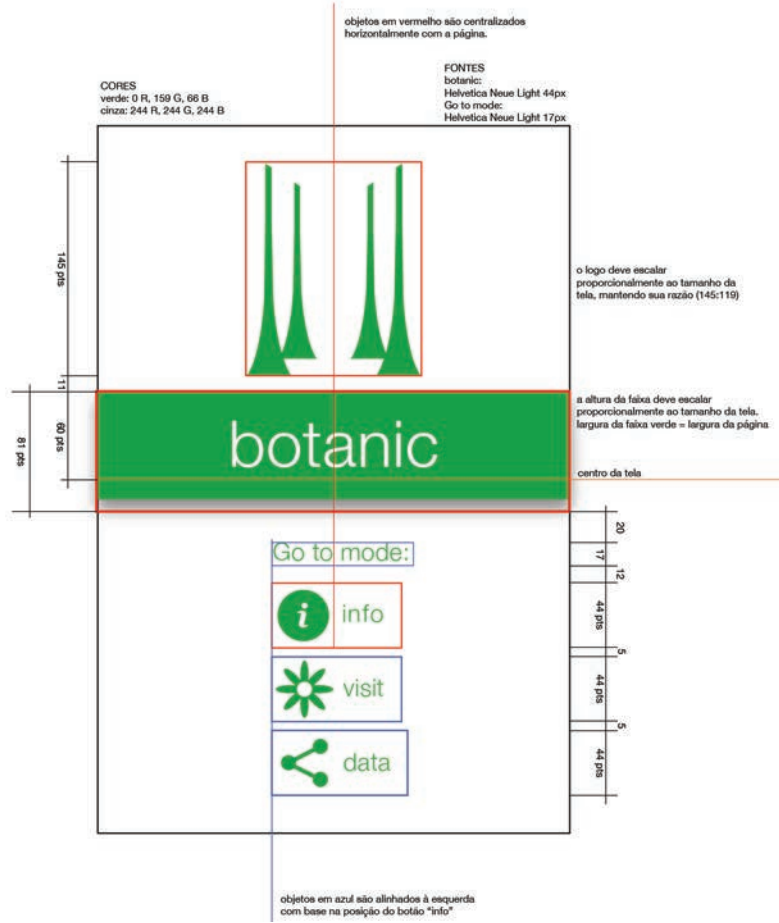 objetos em vermelho são centralizados
horizontalmente com a página.
CORES
verde: 0 R, 159 G, 66 B
cinza: 244 R, 244 G, 244 B
FONTES
botanic:
Helvetica Neue Light 44px
Go to mode:
Helvetica Neue Light 17px
145 pts
o logo deve escalar
proporcionalmente ao tamanho da
tela, mantendo sua razão (145:119)
11
81 pts
60 pts
botanic
a altura da faixa deve escalar
proporcionalmente ao tamanho da tela.
largura da faixa verde = largura da página
centro da tela
20
Go to mode:
17
12
i info
44 pts
5
visit
44 pts
5
data
44 pts
objetos em azul são alinhados à esquerda
com base na posição do botão "info"